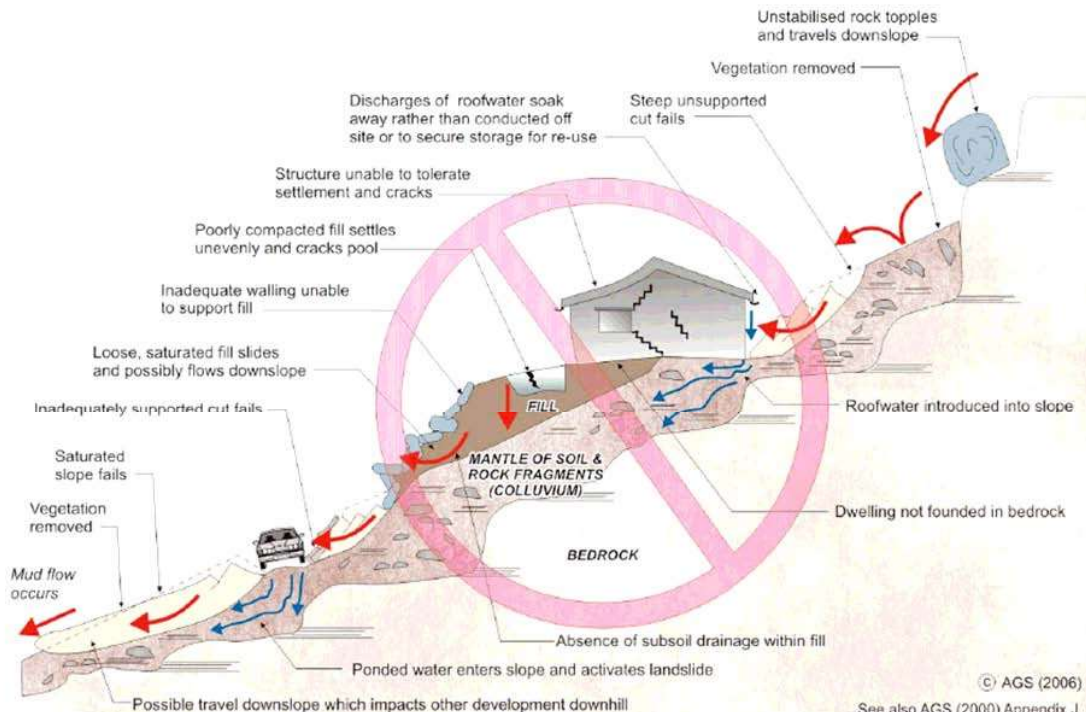 Unstabilised rock topples
and travels downslope
Vegetation removed
Discharges of roofwater soak
away rather than conducted off
site or to secure storage for re-use
Steep unsupported
cut fails
Structure unable to tolerate
settlement and cracks
Poorly compacted fill settles
unevenly and cracks pool
Inadequate walling unable
to support fill
Loose, saturated fill slides
and possibly flows downslope
Inadequately supported cut fails
Roofwater introduced into slope
FILL
Saturated
slope fails
MANTLE OF SOIL &
ROCK FRAGMENTS
(COLLUVIUM)
Vegetation
removed
Dwelling not founded in bedrock
BEDROCK
Mud flow
occurs
Absence of subsoil drainage within fill
Ponded water enters slope and activates landslide
© AGS (2006)
Possible travel downslope which impacts other development downhill
See also AGS (2000) Appendix J